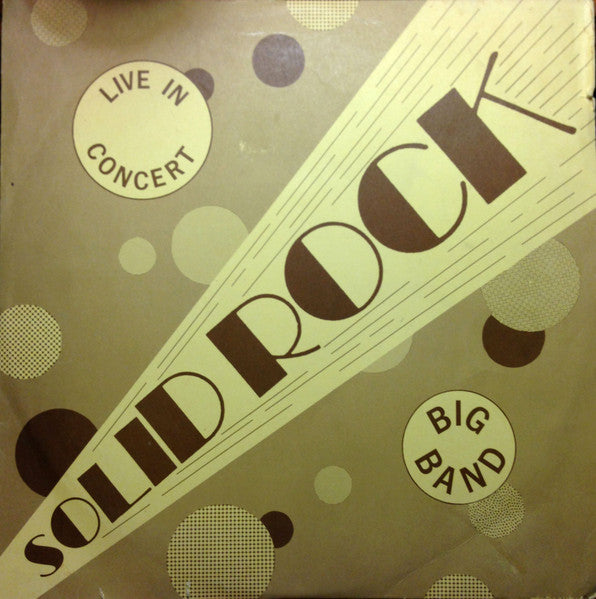 LIVE IN
CONCERT
SOLID ROCK
BIG
BAND